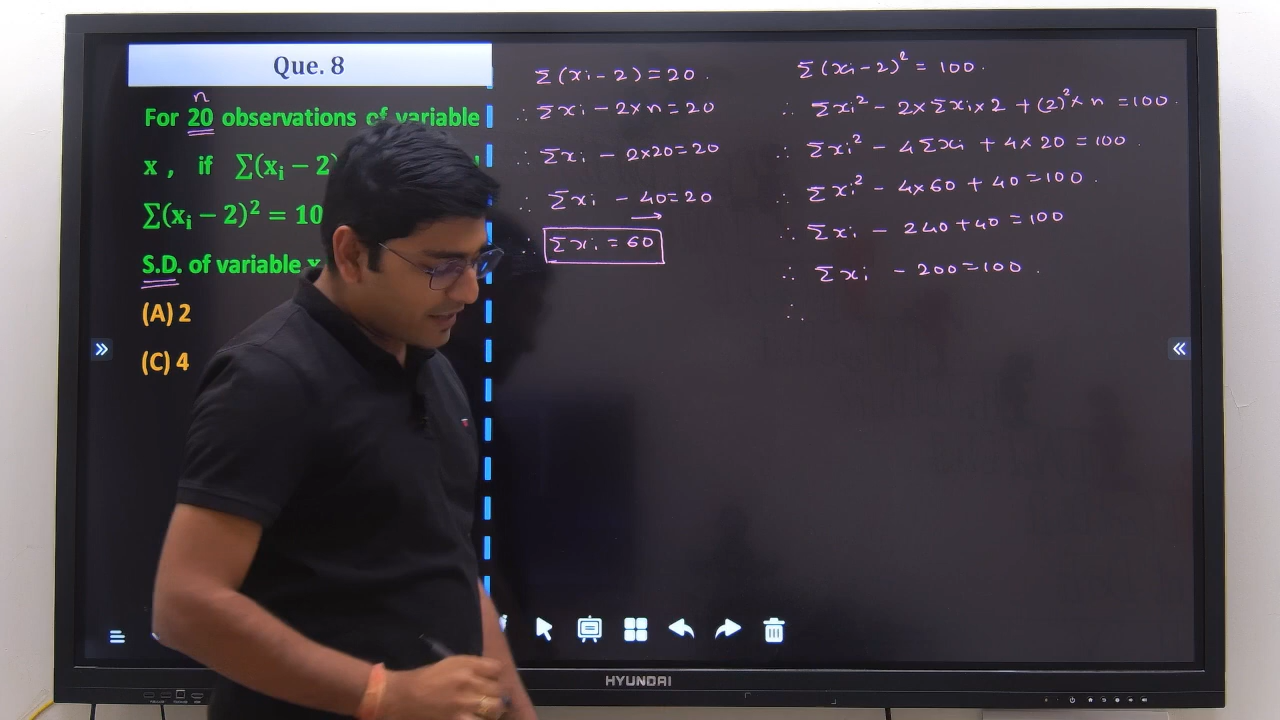 Que. 8
n
For 20 observations of variable
x , if ∑(xᵢ − 2)
∑(xᵢ − 2)² = 10
S.D. of variable x
(A) 2
(C) 4
Σ(xi − 2) = 20 .
∴ Σxi − 2×n = 20
∴ Σxi − 2×20 = 20
∴ Σxi − 40 = 20
∴ Σxi = 60
Σ(xi − 2)² = 100 .
∴ Σxi² − 2×Σxi×2 + (2)²×n = 100 .
∴ Σxi² − 4Σxi + 4×20 = 100 .
∴ Σxi² − 4×60 + 40 = 100 .
∴ Σxi − 240 + 40 = 100
∴ Σxi − 200 = 100 .
∴
HYUNDAI